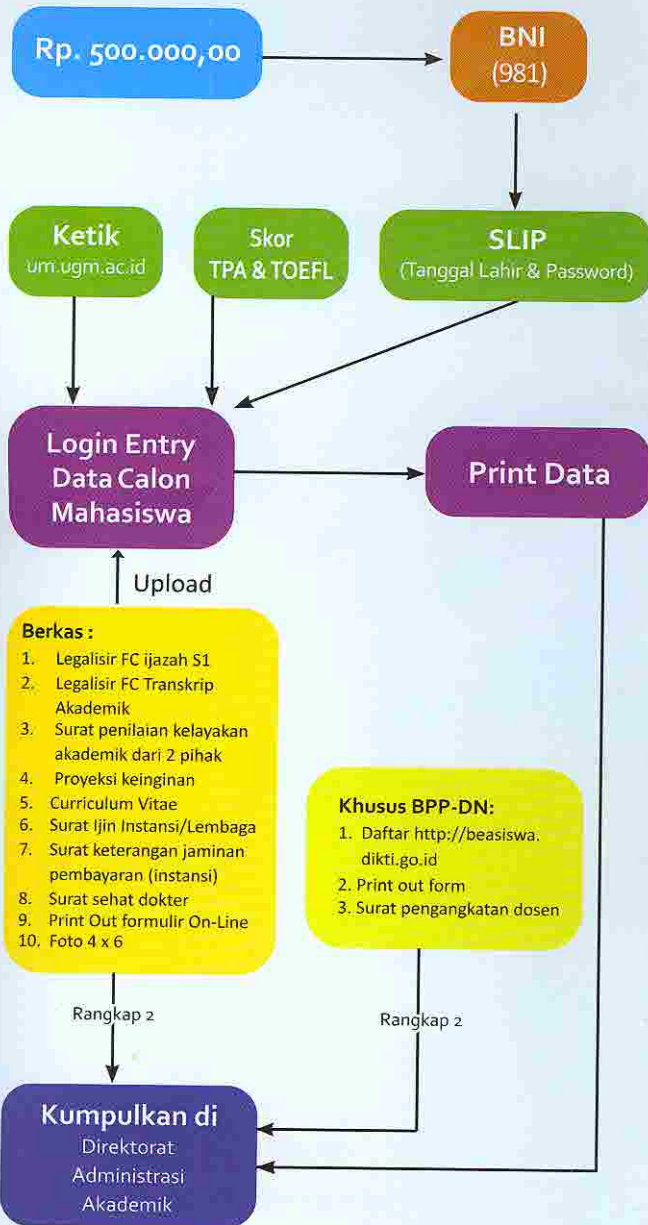 Rp. 500.000,00
BNI
(981)
Ketik
um.ugm.ac.id
Skor
TPA & TOEFL
SLIP
(Tanggal Lahir & Password)
Login Entry
Data Calon
Mahasiswa
Print Data
Upload
Berkas :
1. Legalisir FC ijazah S1
2. Legalisir FC Transkrip
Akademik
3. Surat penilaian kelayakan
akademik dari 2 pihak
4. Proyeksi keinginan
5. Curriculum Vitae
6. Surat Ijin Instansi/Lembaga
7. Surat keterangan jaminan
pembayaran (instansi)
8. Surat sehat dokter
9. Print Out formulir On-Line
10. Foto 4 x 6
Khusus BPP-DN:
1. Daftar http://beasiswa.
dikti.go.id
2. Print out form
3. Surat pengangkatan dosen
Rangkap 2
Rangkap 2
Kumpulkan di
Direktorat
Administrasi
Akademik